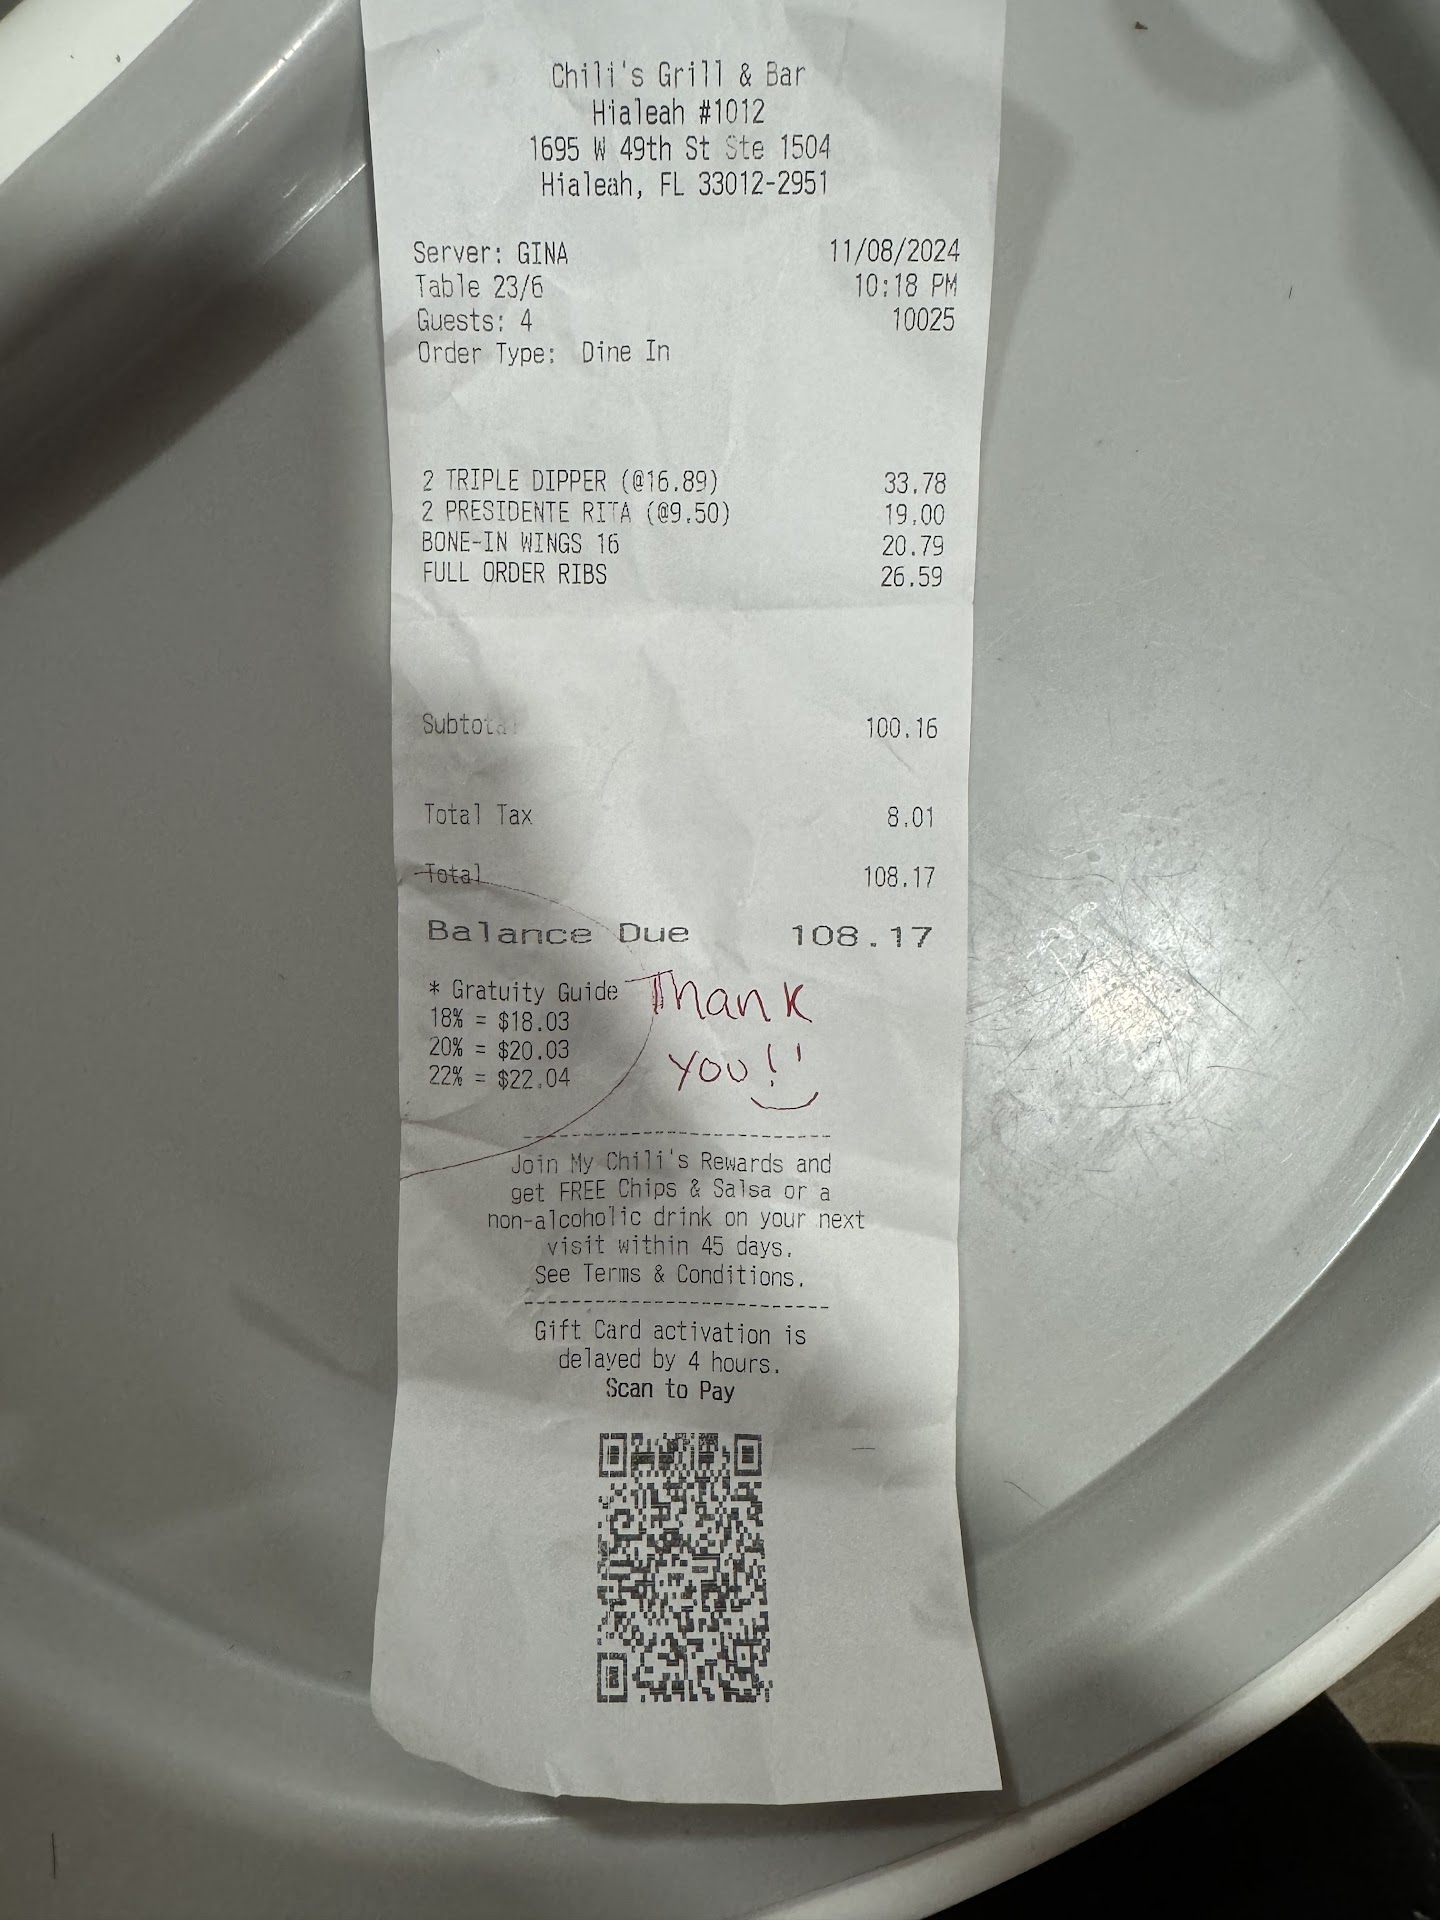 Chili's Grill & Bar
Hialeah #1012
1695 W 49th St Ste 1504
Hialeah, FL 33012-2951
Server: GINA 11/08/2024
Table 23/6 10:18 PM
Guests: 4 10025
Order Type: Dine In
2 TRIPLE DIPPER (@16.89) 33.78
2 PRESIDENTE RITA (@9.50) 19.00
BONE-IN WINGS 16 20.79
FULL ORDER RIBS 26.59
Subtotal 100.16
Total Tax 8.01
Total 108.17
Balance Due 108.17
* Gratuity Guide
18% = $18.03
20% = $20.03
22% = $22.04
Thank
you!!
Join My Chili's Rewards and
get FREE Chips & Salsa or a
non-alcoholic drink on your next
visit within 45 days.
See Terms & Conditions.
Gift Card activation is
delayed by 4 hours.
Scan to Pay